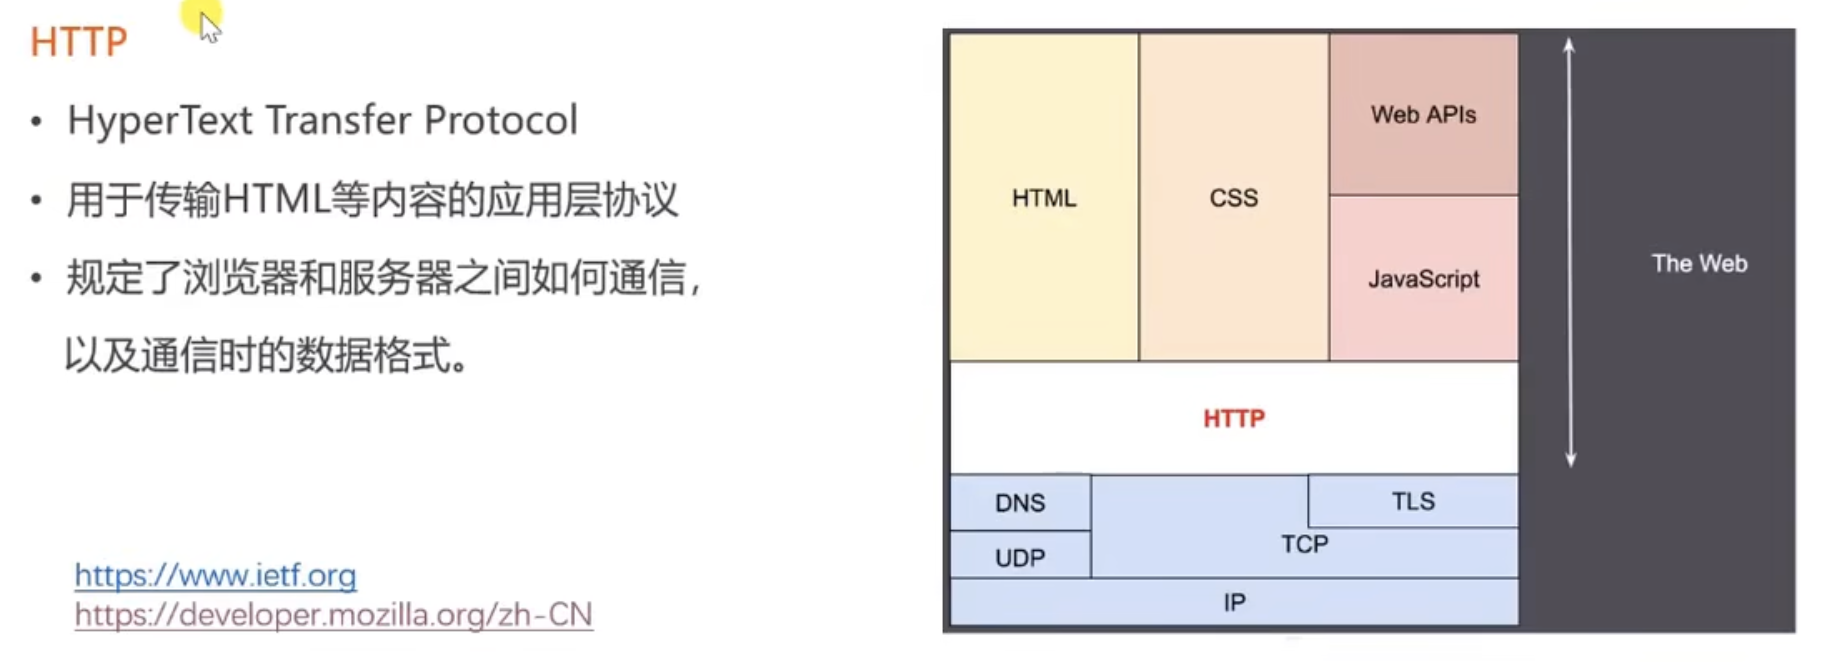 HTTP
• HyperText Transfer Protocol
• 用于传输HTML等内容的应用层协议
• 规定了浏览器和服务器之间如何通信，
以及通信时的数据格式。
https://www.ietf.org
https://developer.mozilla.org/zh-CN
Web APIs
HTML
CSS
JavaScript
The Web
HTTP
DNS
TLS
UDP
TCP
IP